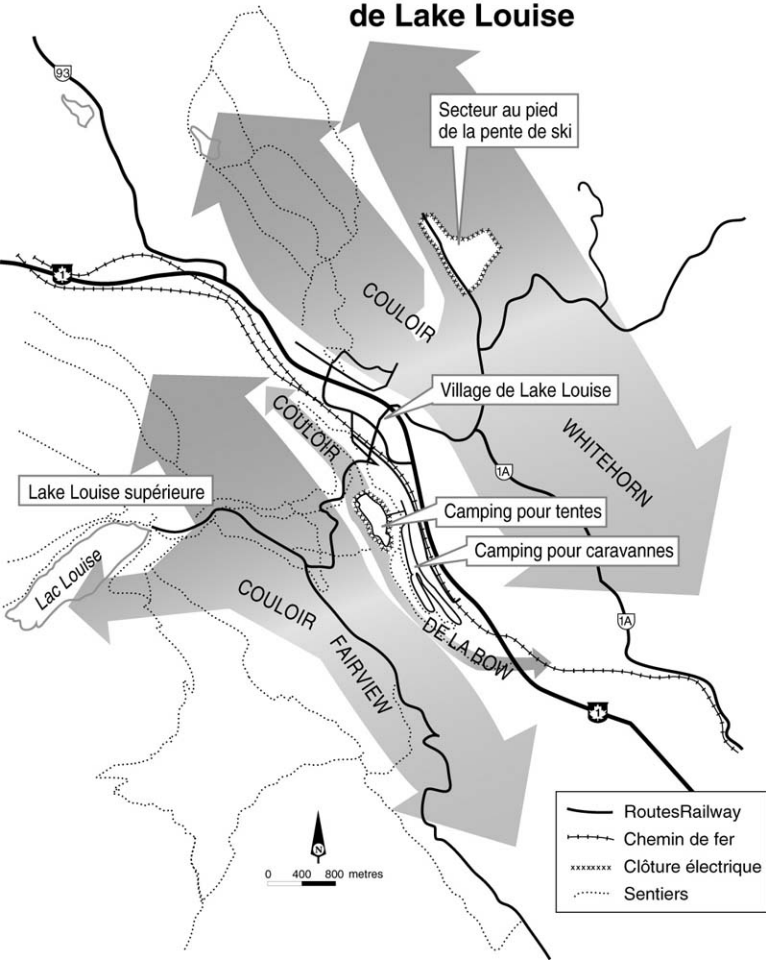 de Lake Louise
93
Secteur au pied
de la pente de ski
1
COULOIR
Village de Lake Louise
COULOIR
WHITEHORN
1A
Lake Louise supérieure
Camping pour tentes
Camping pour caravannes
Lac Louise
COULOIR
FAIRVIEW
DE LA BOW
1A
1
N
0 400 800 metres
RoutesRailway
Chemin de fer
Clôture électrique
Sentiers